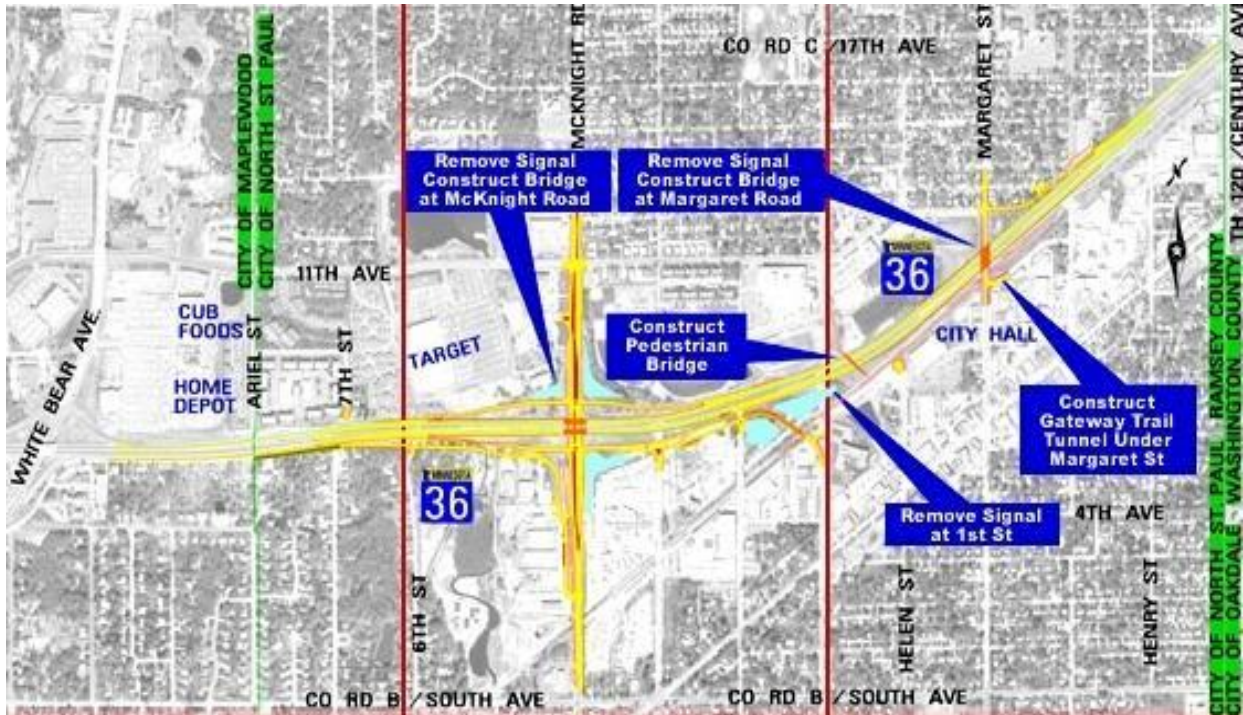 CO RD C /17TH AVE
MCKNIGHT RD
MARGARET ST
CITY OF MAPLEWOOD
CITY OF NORTH ST PAUL
TH 120 /CENTURY AVE
Remove Signal
Construct Bridge
at McKnight Road
Remove Signal
Construct Bridge
at Margaret Road
MINNESOTA
36
11TH AVE
CUB
FOODS
HOME
DEPOT
ARIEL ST
7TH ST
TARGET
WHITE BEAR AVE.
Construct
Pedestrian
Bridge
CITY HALL
Construct
Gateway Trail
Tunnel Under
Margaret St
MINNESOTA
36
Remove Signal
at 1st St
4TH AVE
6TH ST
HELEN ST
HENRY ST
CITY OF NORTH ST. PAUL RAMSEY COUNTY
CITY OF OAKDALE - WASHINGTON COUNTY
CO RD B /SOUTH AVE
CO RD B /SOUTH AVE